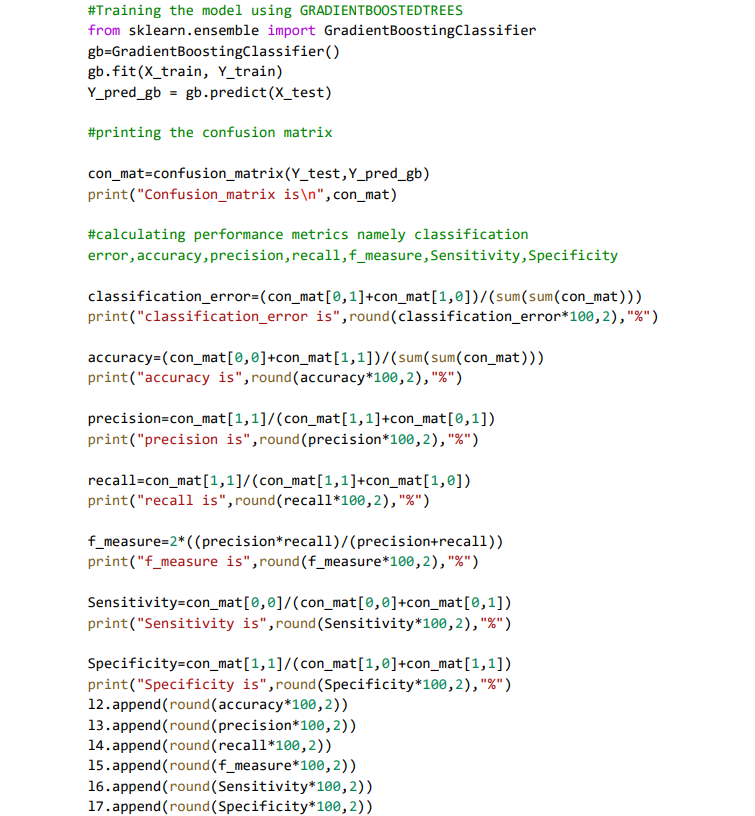 #Training the model using GRADIENTBOOSTEDTREES
from sklearn.ensemble import GradientBoostingClassifier
gb=GradientBoostingClassifier()
gb.fit(X_train, Y_train)
Y_pred_gb = gb.predict(X_test)
#printing the confusion matrix
con_mat=confusion_matrix(Y_test,Y_pred_gb)
print("Confusion_matrix is\n",con_mat)
#calculating performance metrics namely classification
error,accuracy,precision,recall,f_measure,Sensitivity,Specificity
classification_error=(con_mat[0,1]+con_mat[1,0])/(sum(sum(con_mat)))
print("classification_error is",round(classification_error*100,2),"%")
accuracy=(con_mat[0,0]+con_mat[1,1])/(sum(sum(con_mat)))
print("accuracy is",round(accuracy*100,2),"%")
precision=con_mat[1,1]/(con_mat[1,1]+con_mat[0,1])
print("precision is",round(precision*100,2),"%")
recall=con_mat[1,1]/(con_mat[1,1]+con_mat[1,0])
print("recall is",round(recall*100,2),"%")
f_measure=2*((precision*recall)/(precision+recall))
print("f_measure is",round(f_measure*100,2),"%")
Sensitivity=con_mat[0,0]/(con_mat[0,0]+con_mat[0,1])
print("Sensitivity is",round(Sensitivity*100,2),"%")
Specificity=con_mat[1,1]/(con_mat[1,0]+con_mat[1,1])
print("Specificity is",round(Specificity*100,2),"%")
l2.append(round(accuracy*100,2))
l3.append(round(precision*100,2))
l4.append(round(recall*100,2))
l5.append(round(f_measure*100,2))
l6.append(round(Sensitivity*100,2))
l7.append(round(Specificity*100,2))